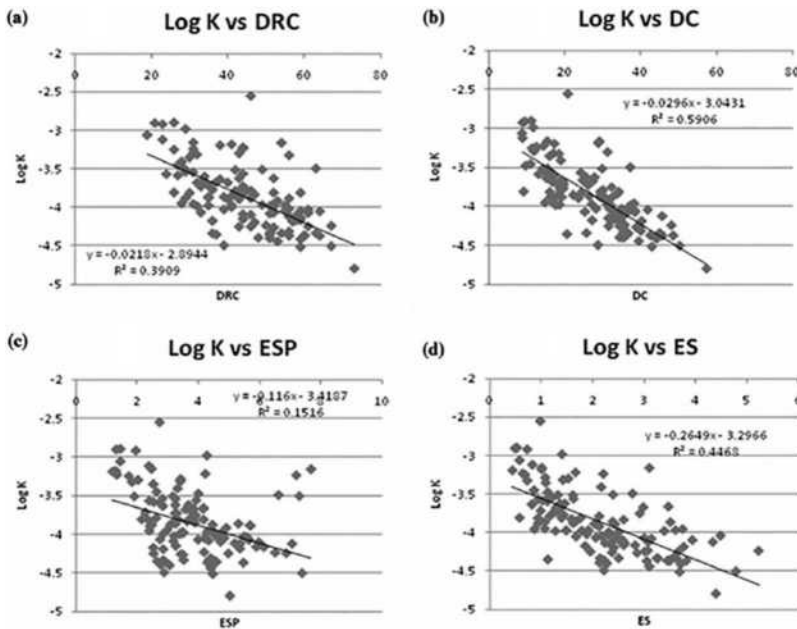 (a)
Log K vs DRC
0 20 40 60 80
-2
-2.5
-3
-3.5
-4
-4.5
-5
Log K
y = -0.0218x - 2.8944
R² = 0.3909
DRC
(b)
Log K vs DC
0 20 40 60 80
-2
-2.5
-3
-3.5
-4
-4.5
-5
Log K
y = -0.0296x - 3.0431
R² = 0.5906
DC
(c)
Log K vs ESP
0 2 4 6 8 10
-2
-2.5
-3
-3.5
-4
-4.5
-5
Log K
y = -0.116x - 3.4187
R² = 0.1516
ESP
(d)
Log K vs ES
0 1 2 3 4 5 6
-2
-2.5
-3
-3.5
-4
-4.5
-5
Log K
y = -0.2649x - 3.2966
R² = 0.4468
ES